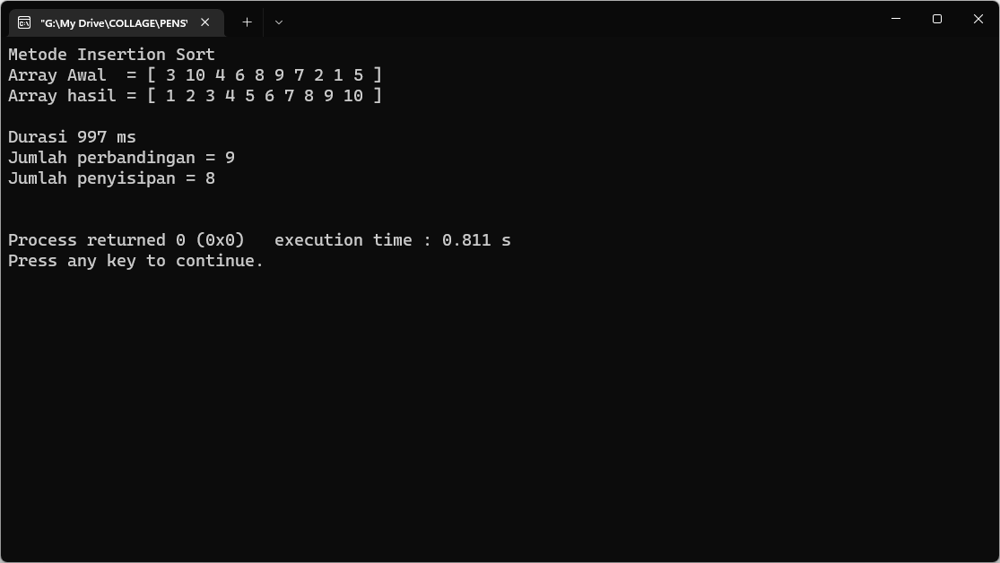 "G:\My Drive\COLLAGE\PENS\
Metode Insertion Sort
Array Awal  = [ 3 10 4 6 8 9 7 2 1 5 ]
Array hasil = [ 1 2 3 4 5 6 7 8 9 10 ]
Durasi 997 ms
Jumlah perbandingan = 9
Jumlah penyisipan = 8
Process returned 0 (0x0)   execution time : 0.811 s
Press any key to continue.